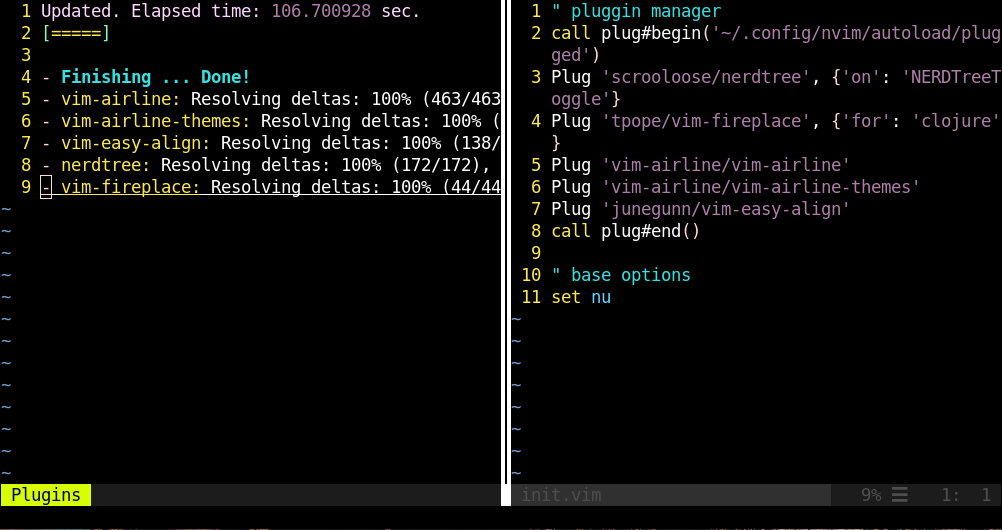 1 Updated. Elapsed time: 106.700928 sec.
2 [=====]
3
4 - Finishing ... Done!
5 - vim-airline: Resolving deltas: 100% (463/463
6 - vim-airline-themes: Resolving deltas: 100% (
7 - vim-easy-align: Resolving deltas: 100% (138/
8 - nerdtree: Resolving deltas: 100% (172/172),
9 - vim-fireplace: Resolving deltas: 100% (44/44
~
~
~
~
~
~
~
~
~
~
~
~
~
Plugins
1 " pluggin manager
2 call plug#begin('~/.config/nvim/autoload/plug
ged')
3 Plug 'scrooloose/nerdtree', {'on': 'NERDTreeT
oggle'}
4 Plug 'tpope/vim-fireplace', {'for': 'clojure'
}
5 Plug 'vim-airline/vim-airline'
6 Plug 'vim-airline/vim-airline-themes'
7 Plug 'junegunn/vim-easy-align'
8 call plug#end()
9
10 " base options
11 set nu
~
~
~
~
~
~
~
~
init.vim 9% ☰ 1: 1